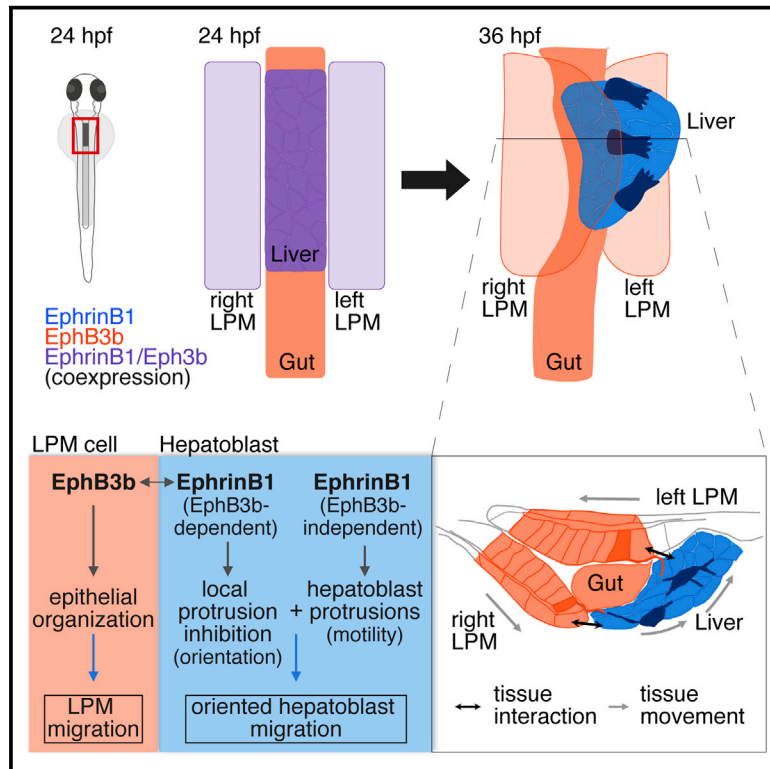 24 hpf
24 hpf
36 hpf
Liver
Liver
right
LPM
left
LPM
Gut
right
LPM
left
LPM
Gut
EphrinB1
EphB3b
EphrinB1/Eph3b
(coexpression)
LPM cell
Hepatoblast
EphB3b
EphrinB1
(EphB3b-
dependent)
EphrinB1
(EphB3b-
independent)
epithelial
organization
local
protrusion
inhibition
(orientation)
+
hepatoblast
protrusions
(motility)
LPM
migration
oriented hepatoblast
migration
left LPM
Gut
right
LPM
Liver
tissue
interaction
tissue
movement